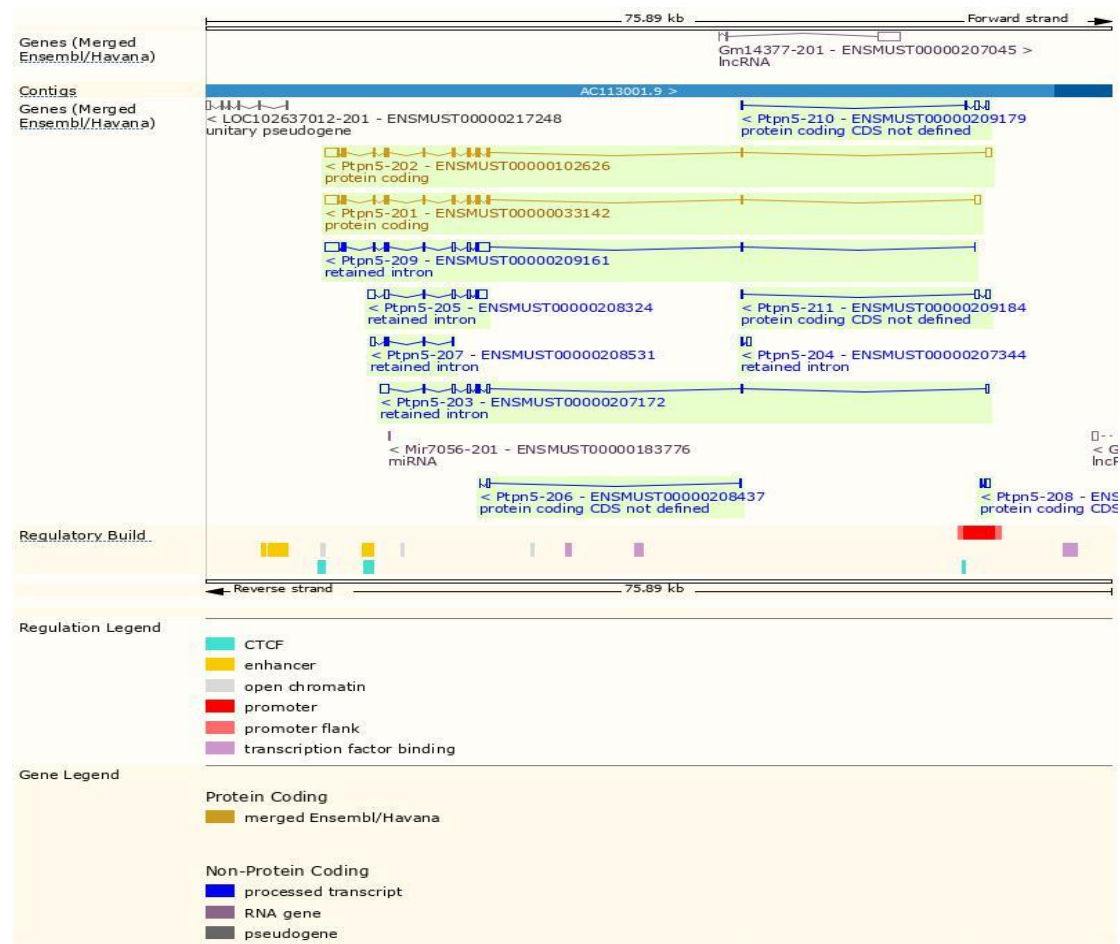 75.89 kb
Forward strand
Genes (Merged
Ensembl/Havana)
Gm14377-201 - ENSMUST00000207045 >
lncRNA
Contigs
AC113001.9 >
Genes (Merged
Ensembl/Havana)
< LOC102637012-201 - ENSMUST00000217248
unitary pseudogene
< Ptpn5-210 - ENSMUST00000209179
protein coding CDS not defined
< Ptpn5-202 - ENSMUST00000102626
protein coding
< Ptpn5-201 - ENSMUST00000033142
protein coding
< Ptpn5-209 - ENSMUST00000209161
retained intron
< Ptpn5-205 - ENSMUST00000208324
retained intron
< Ptpn5-211 - ENSMUST00000209184
protein coding CDS not defined
< Ptpn5-207 - ENSMUST00000208531
retained intron
< Ptpn5-204 - ENSMUST00000207344
retained intron
< Ptpn5-203 - ENSMUST00000207172
retained intron
< Mir7056-201 - ENSMUST00000183776
miRNA
< G
lncR
< Ptpn5-206 - ENSMUST00000208437
protein coding CDS not defined
< Ptpn5-208 - ENS
protein coding CDS
Regulatory Build
Reverse strand
75.89 kb
Regulation Legend
CTCF
enhancer
open chromatin
promoter
promoter flank
transcription factor binding
Gene Legend
Protein Coding
merged Ensembl/Havana
Non-Protein Coding
processed transcript
RNA gene
pseudogene